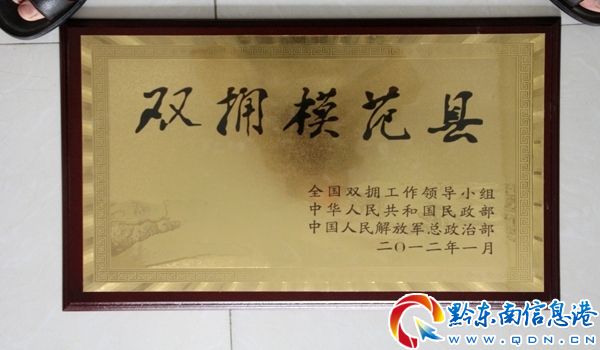 双拥模范县
全国双拥工作领导小组
中华人民共和国民政部
中国人民解放军总政治部
二〇一二年一月
黔东南信息港
www.QDN.cn